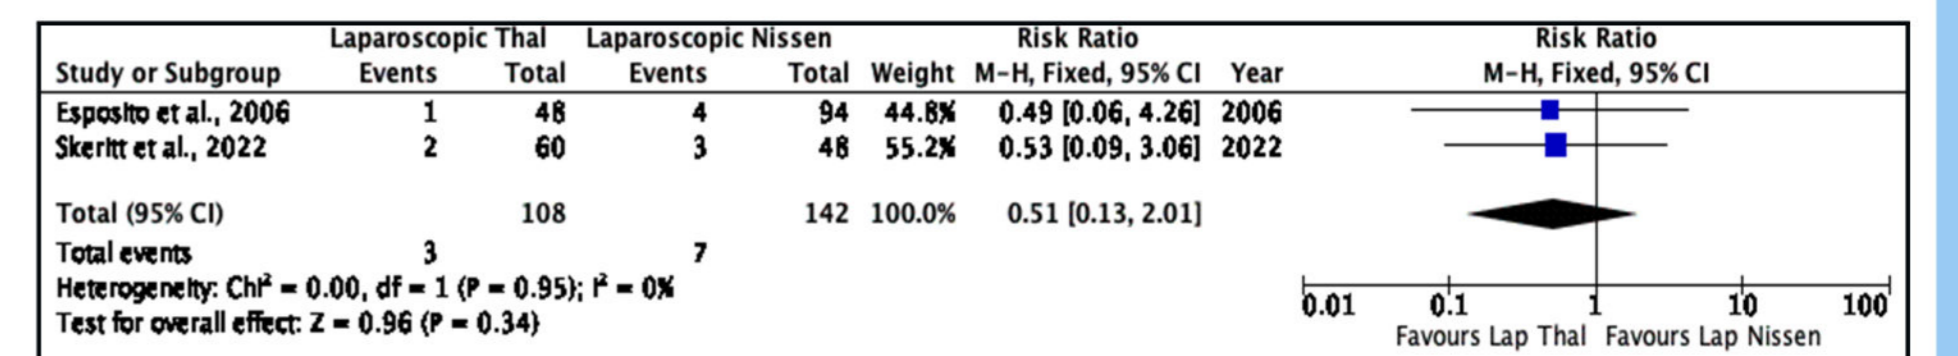 Laparoscopic Thal Laparoscopic Nissen Risk Ratio Risk Ratio
Study or Subgroup Events Total Events Total Weight M-H, Fixed, 95% CI Year M-H, Fixed, 95% CI
Esposito et al., 2006 1 48 4 94 44.8% 0.49 [0.06, 4.26] 2006
Skeritt et al., 2022 2 60 3 48 55.2% 0.53 [0.09, 3.06] 2022
Total (95% CI) 108 142 100.0% 0.51 [0.13, 2.01]
Total events 3 7
Heterogeneity: Chi² = 0.00, df = 1 (P = 0.95); I² = 0%
Test for overall effect: Z = 0.96 (P = 0.34)
0.01 0.1 1 10 100
Favours Lap Thal Favours Lap Nissen